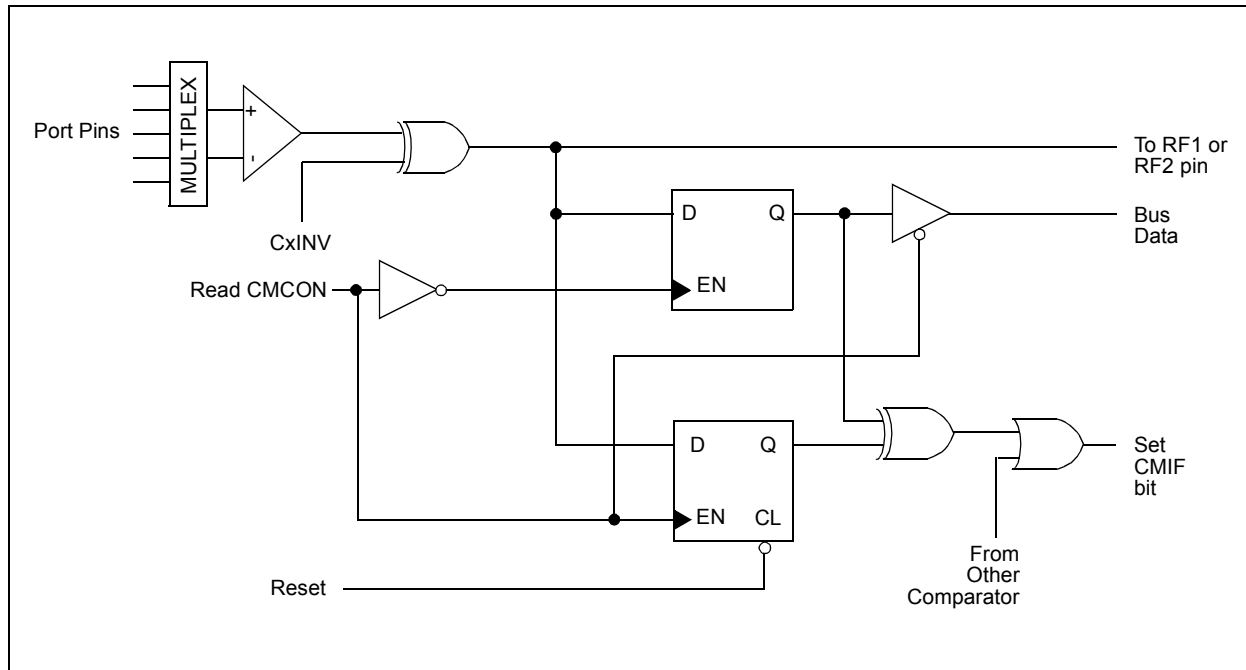 MULTIPLEX
+
-
Port Pins
CxINV
To RF1 or
RF2 pin
D
Q
EN
Bus
Data
Read CMCON
D
Q
EN
CL
Set
CMIF
bit
From
Other
Comparator
Reset